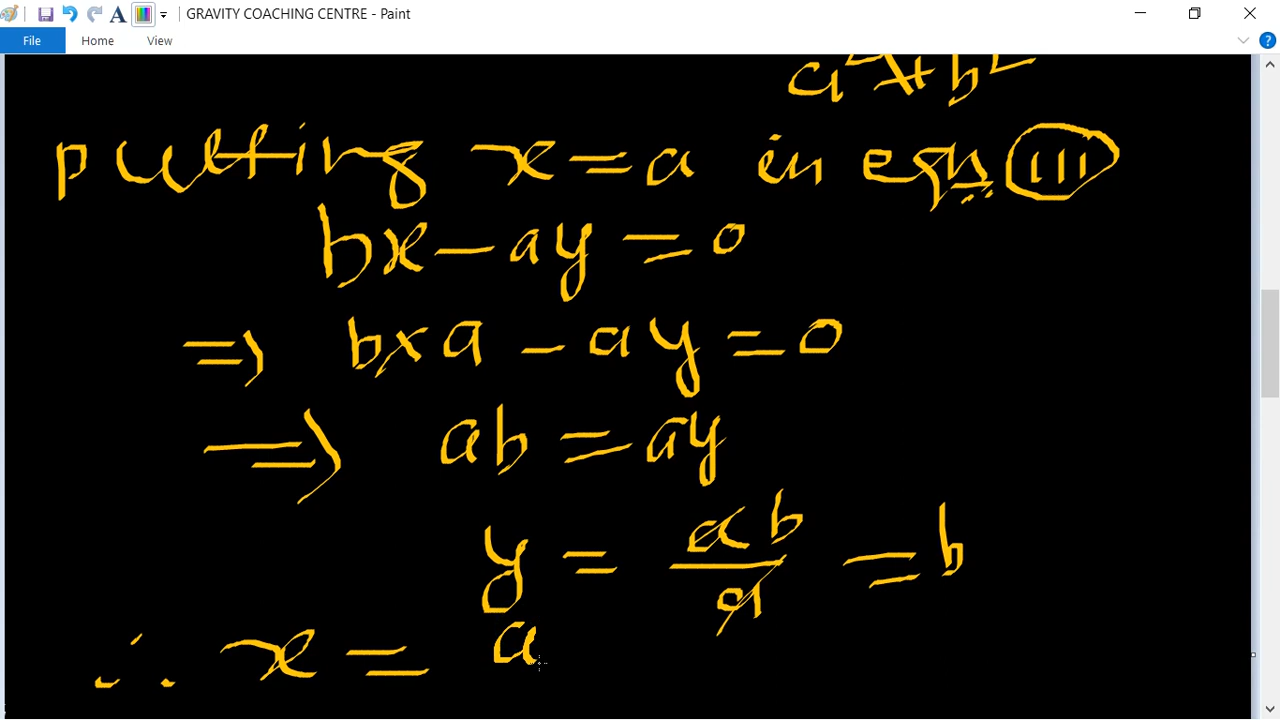 GRAVITY COACHING CENTRE - Paint
File Home View
a²+b²
putting x=a in eqn. (III)
bx-ay=0
=> bxa-ay=0
=> ab=ay
y = ab/a = b
∴ x = a